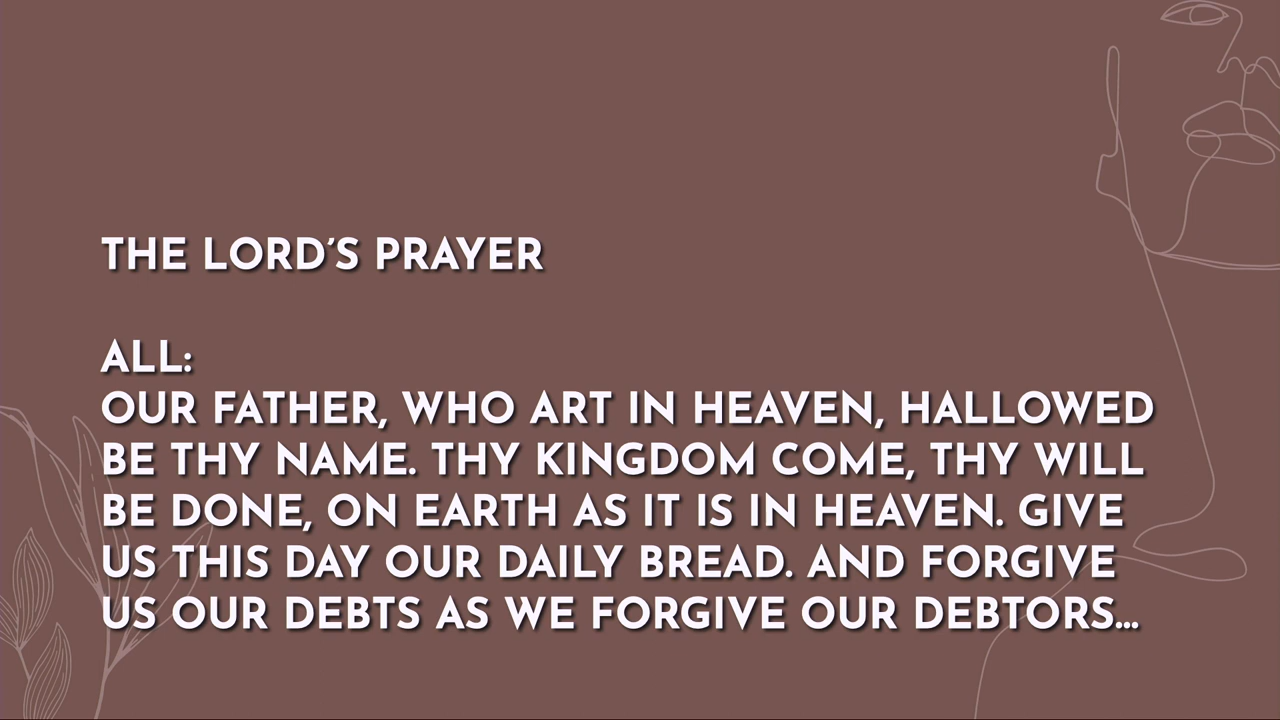 THE LORD’S PRAYER
ALL:
OUR FATHER, WHO ART IN HEAVEN, HALLOWED
BE THY NAME. THY KINGDOM COME, THY WILL
BE DONE, ON EARTH AS IT IS IN HEAVEN. GIVE
US THIS DAY OUR DAILY BREAD. AND FORGIVE
US OUR DEBTS AS WE FORGIVE OUR DEBTORS...